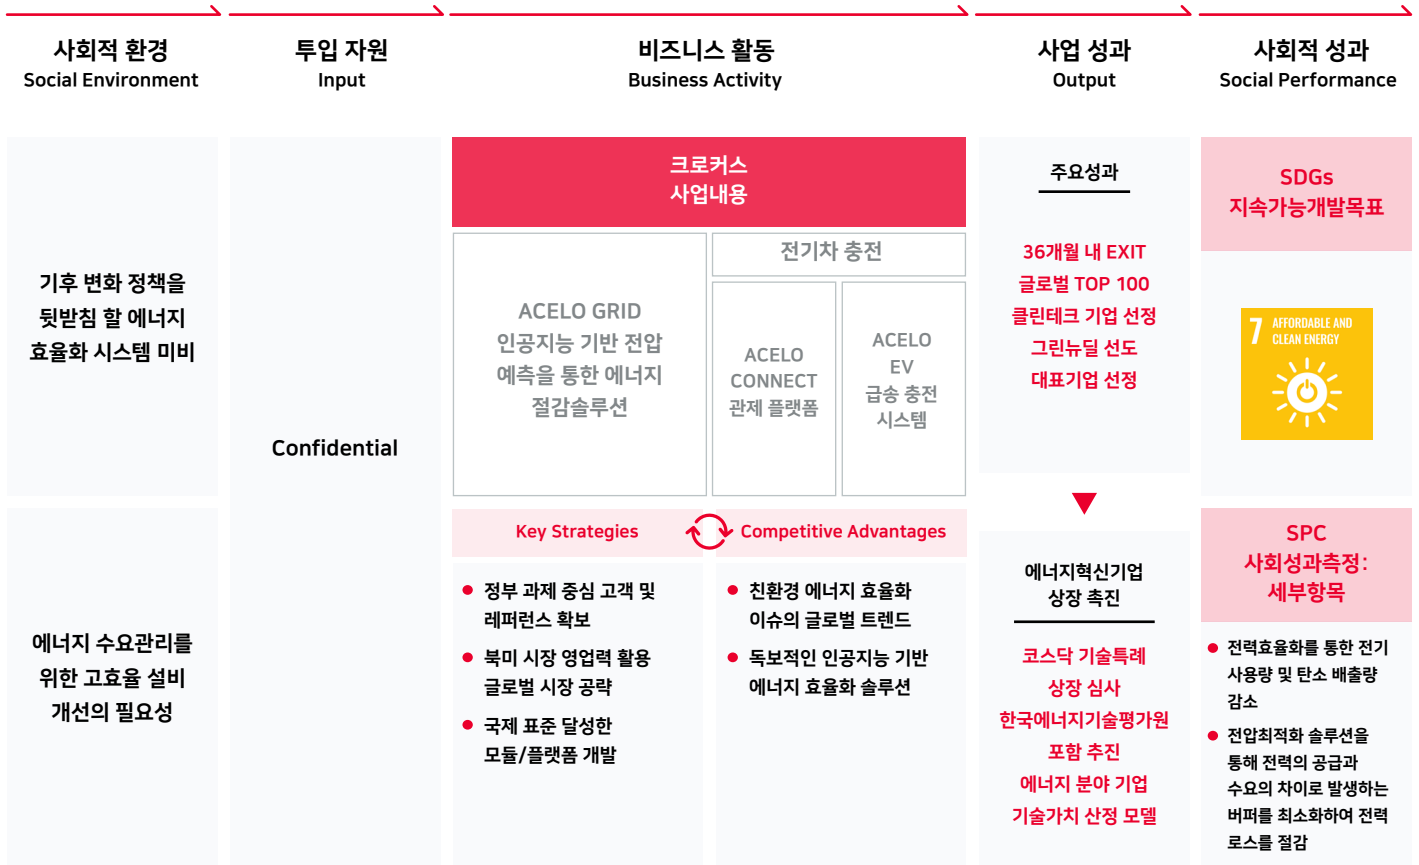 사회적 환경
Social Environment
투입 자원
Input
비즈니스 활동
Business Activity
사업 성과
Output
사회적 성과
Social Performance
기후 변화 정책을
뒷받침 할 에너지
효율화 시스템 미비
에너지 수요관리를
위한 고효율 설비
개선의 필요성
Confidential
크로커스
사업내용
ACELO GRID
인공지능 기반 전압
예측을 통한 에너지
절감솔루션
전기차 충전
ACELO
CONNECT
관제 플랫폼
ACELO
EV
급송 충전
시스템
Key Strategies
정부 과제 중심 고객 및
레퍼런스 확보
북미 시장 영업력 활용
글로벌 시장 공략
국제 표준 달성한
모듈/플랫폼 개발
Competitive Advantages
친환경 에너지 효율화
이슈의 글로벌 트렌드
독보적인 인공지능 기반
에너지 효율화 솔루션
주요성과
36개월 내 EXIT
글로벌 TOP 100
클린테크 기업 선정
그린뉴딜 선도
대표기업 선정
에너지혁신기업
상장 촉진
코스닥 기술특례
상장 심사
한국에너지기술평가원
포함 추진
에너지 분야 기업
기술가치 산정 모델
SDGs
지속가능개발목표
7 AFFORDABLE AND
CLEAN ENERGY
SPC
사회성과측정:
세부항목
전력효율화를 통한 전기
사용량 및 탄소 배출량
감소
전압최적화 솔루션을
통해 전력의 공급과
수요의 차이로 발생하는
버퍼를 최소화하여 전력
로스를 절감